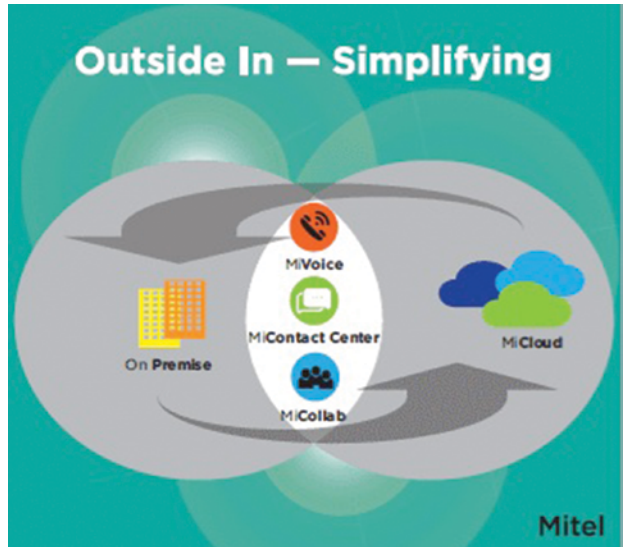 Outside In — Simplifying
MiVoice
MiContact Center
MiCollab
On Premise
MiCloud
Mitel